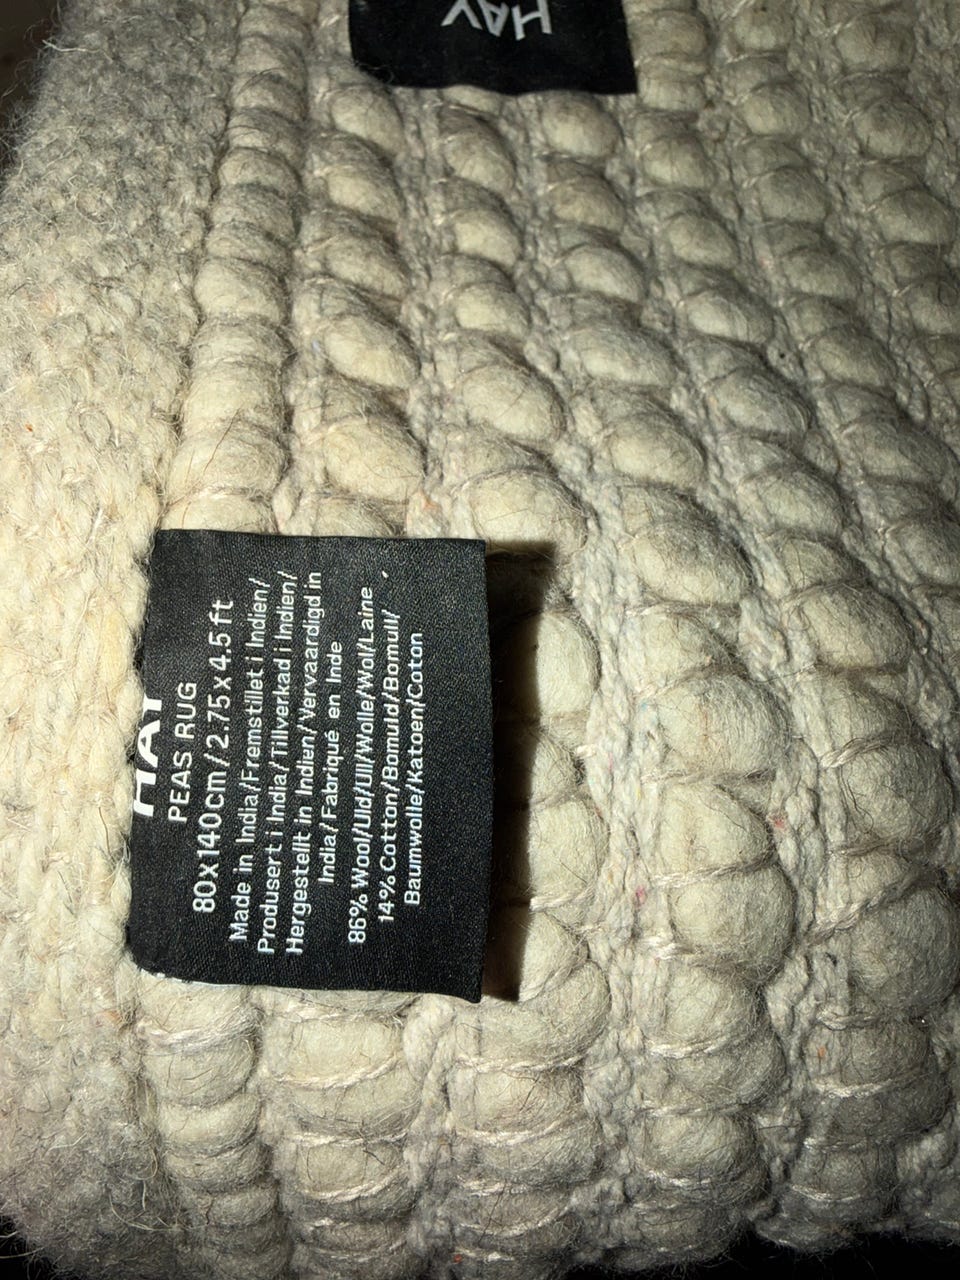 HAY
HAY
PEAS RUG
80x140cm/2.75x4.5 ft
Made in India/Fremstillet i Indien/
Produsert i India/Tillverkad i Indien/
Hergestellt in Indien/Vervaardigd in
India/Fabriqué en Inde
86% Wool/Uld/Ull/Wolle/Wol/Laine
14% Cotton/Bomuld/Bomull/
Baumwolle/Katoen/Coton